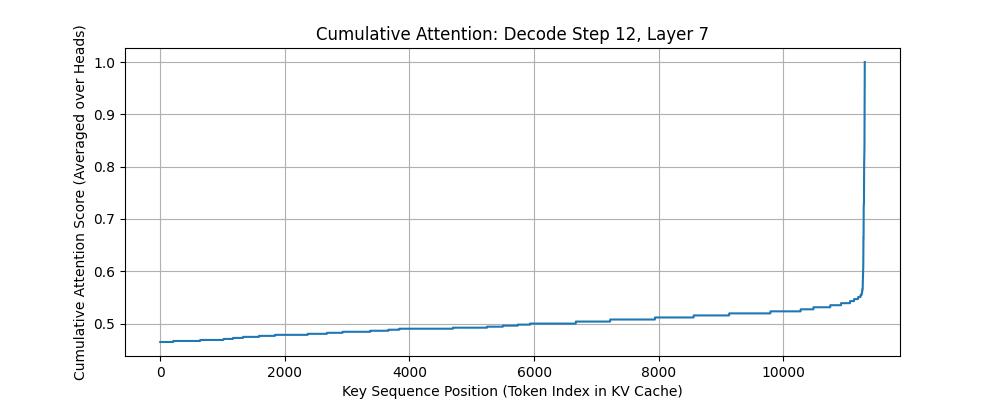 Cumulative Attention: Decode Step 12, Layer 7
Cumulative Attention Score (Averaged over Heads)
1.0
0.9
0.8
0.7
0.6
0.5
0 2000 4000 6000 8000 10000
Key Sequence Position (Token Index in KV Cache)